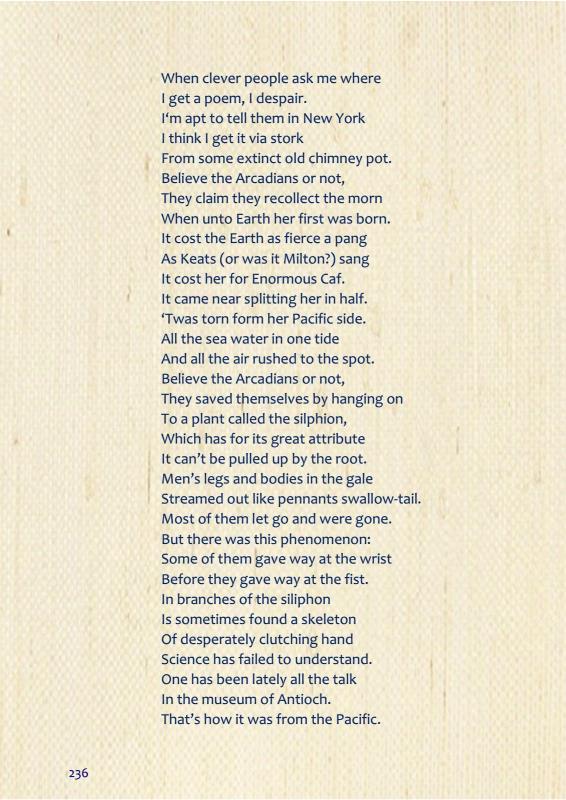 When clever people ask me where
I get a poem, I despair.
I‘m apt to tell them in New York
I think I get it via stork
From some extinct old chimney pot.
Believe the Arcadians or not,
They claim they recollect the morn
When unto Earth her first was born.
It cost the Earth as fierce a pang
As Keats (or was it Milton?) sang
It cost her for Enormous Caf.
It came near splitting her in half.
‘Twas torn form her Pacific side.
All the sea water in one tide
And all the air rushed to the spot.
Believe the Arcadians or not,
They saved themselves by hanging on
To a plant called the silphion,
Which has for its great attribute
It can’t be pulled up by the root.
Men’s legs and bodies in the gale
Streamed out like pennants swallow-tail.
Most of them let go and were gone.
But there was this phenomenon:
Some of them gave way at the wrist
Before they gave way at the fist.
In branches of the siliphon
Is sometimes found a skeleton
Of desperately clutching hand
Science has failed to understand.
One has been lately all the talk
In the museum of Antioch.
That’s how it was from the Pacific.
236